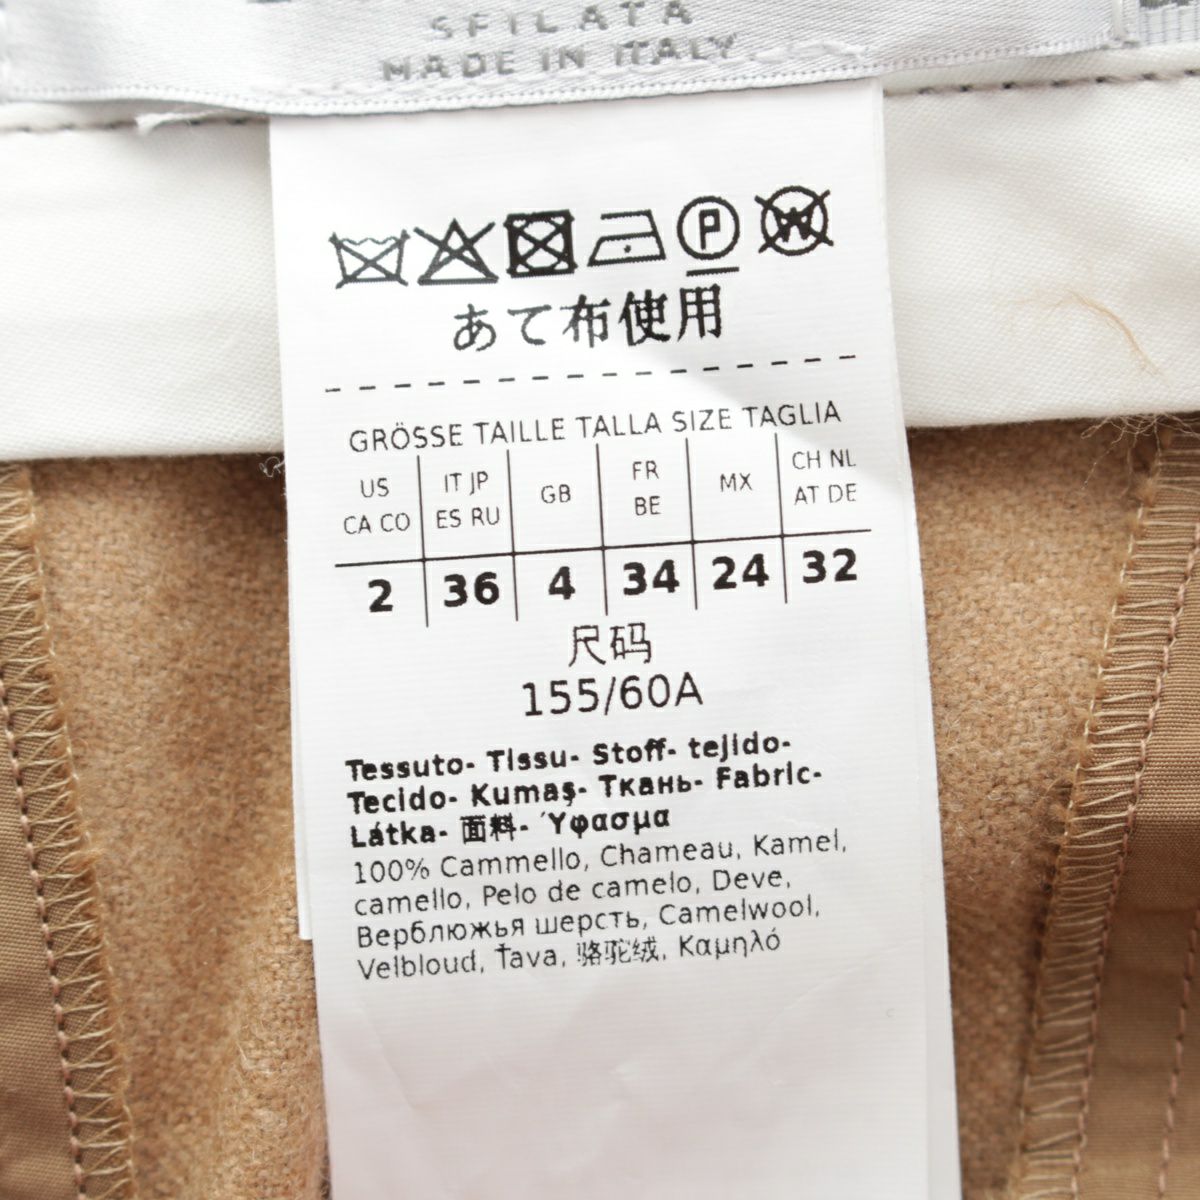 SFILATA
MADE IN ITALY
P
W
あて布使用
GRÖSSE TAILLE TALLA SIZE TAGLIA
US CA CO
IT JP ES RU
GB
FR BE
MX
CH NL AT DE
2 36 4 34 24 32
尺码
155/60A
Tessuto- Tissu- Stoff- tejido-
Tecido- Kumaş- Ткань- Fabric-
Látka- 面料- Ύφασμα
100% Cammello, Chameau, Kamel,
camello, Pelo de camelo, Deve,
Верблюжья шерсть, Camelwool,
Velbloud, Ťava, 骆驼绒, Καμηλό